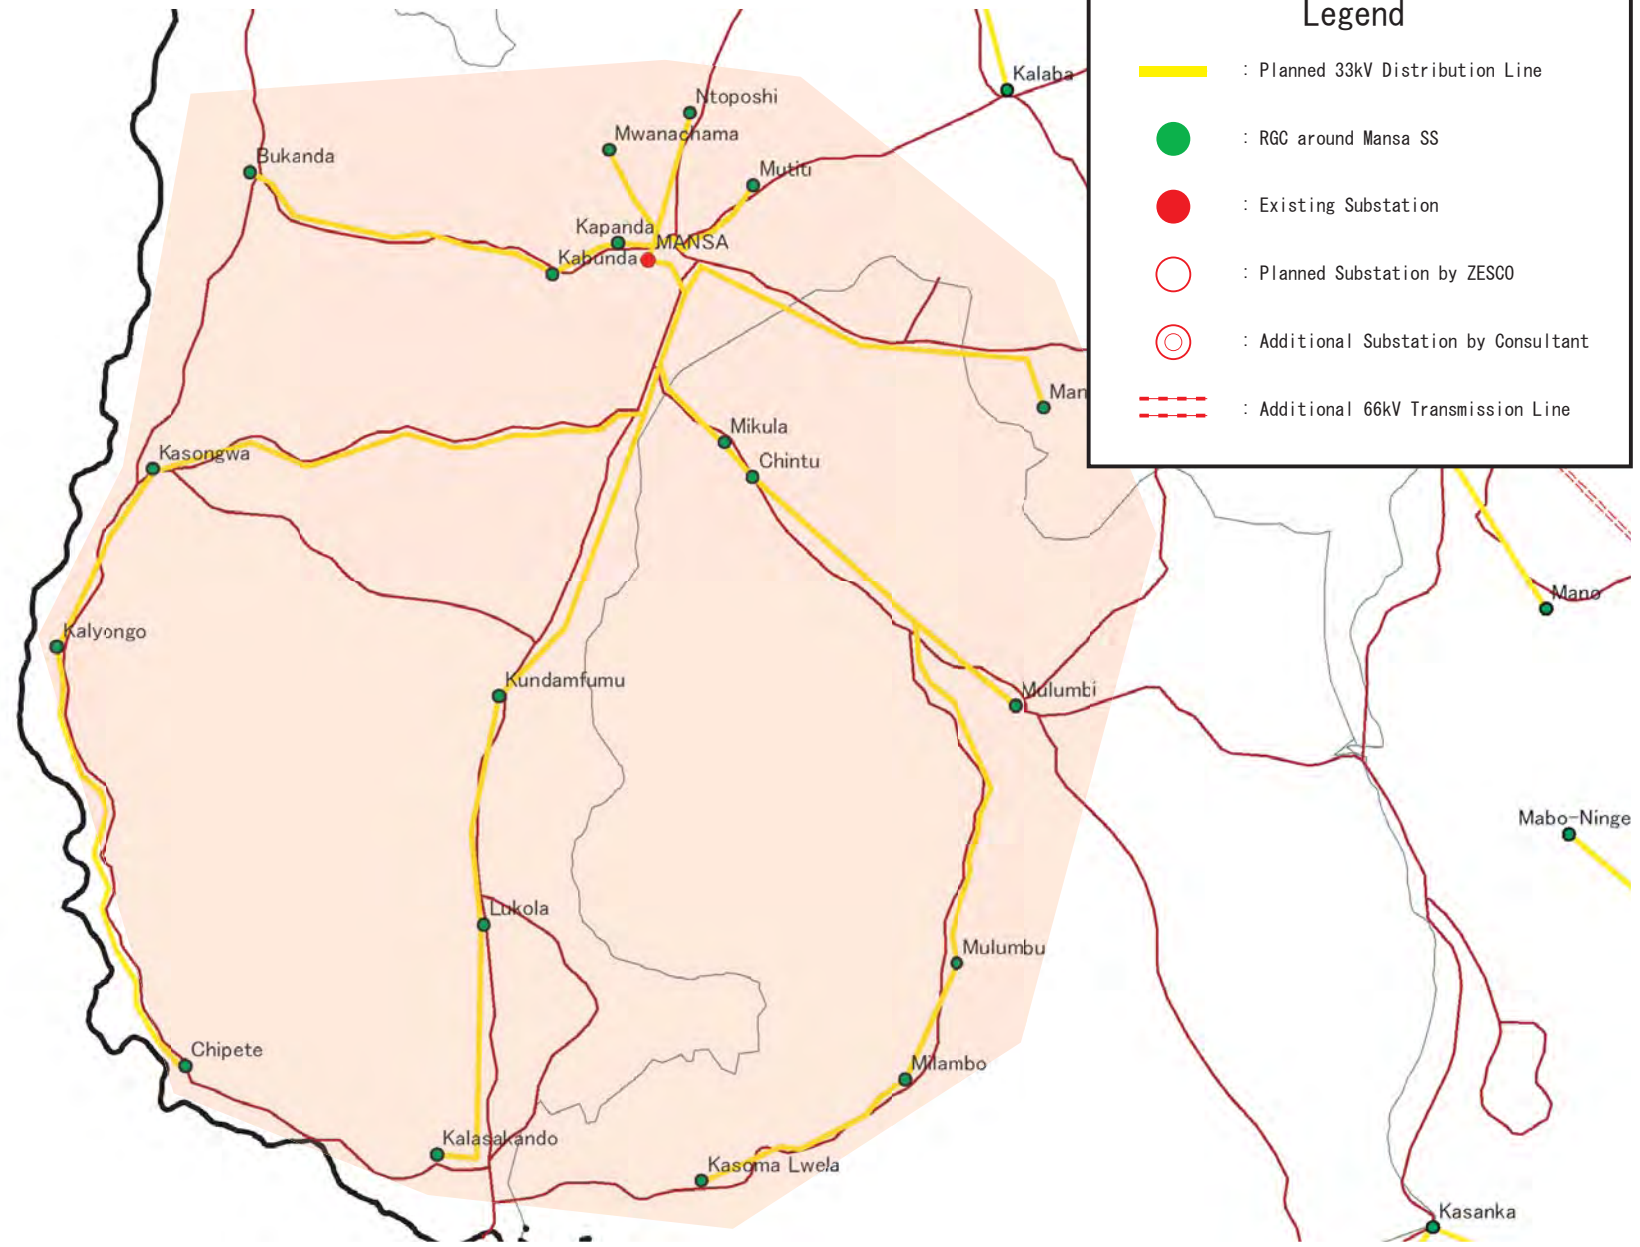 Legend
: Planned 33kV Distribution Line
: RGC around Mansa SS
: Existing Substation
: Planned Substation by ZESCO
: Additional Substation by Consultant
: Additional 66kV Transmission Line
Kalaba
Ntoposhi
Mwanachama
Bukanda
Mutiti
Kapanda
MANSA
Kabunda
Man
Mikula
Kasongwa
Chintu
Mano
Kalyongo
Kundamfumu
Mulumbi
Mabo-Ninge
Lukola
Mulumbu
Chipete
Milambo
Kalasakando
Kasoma Lwela
Kasanka